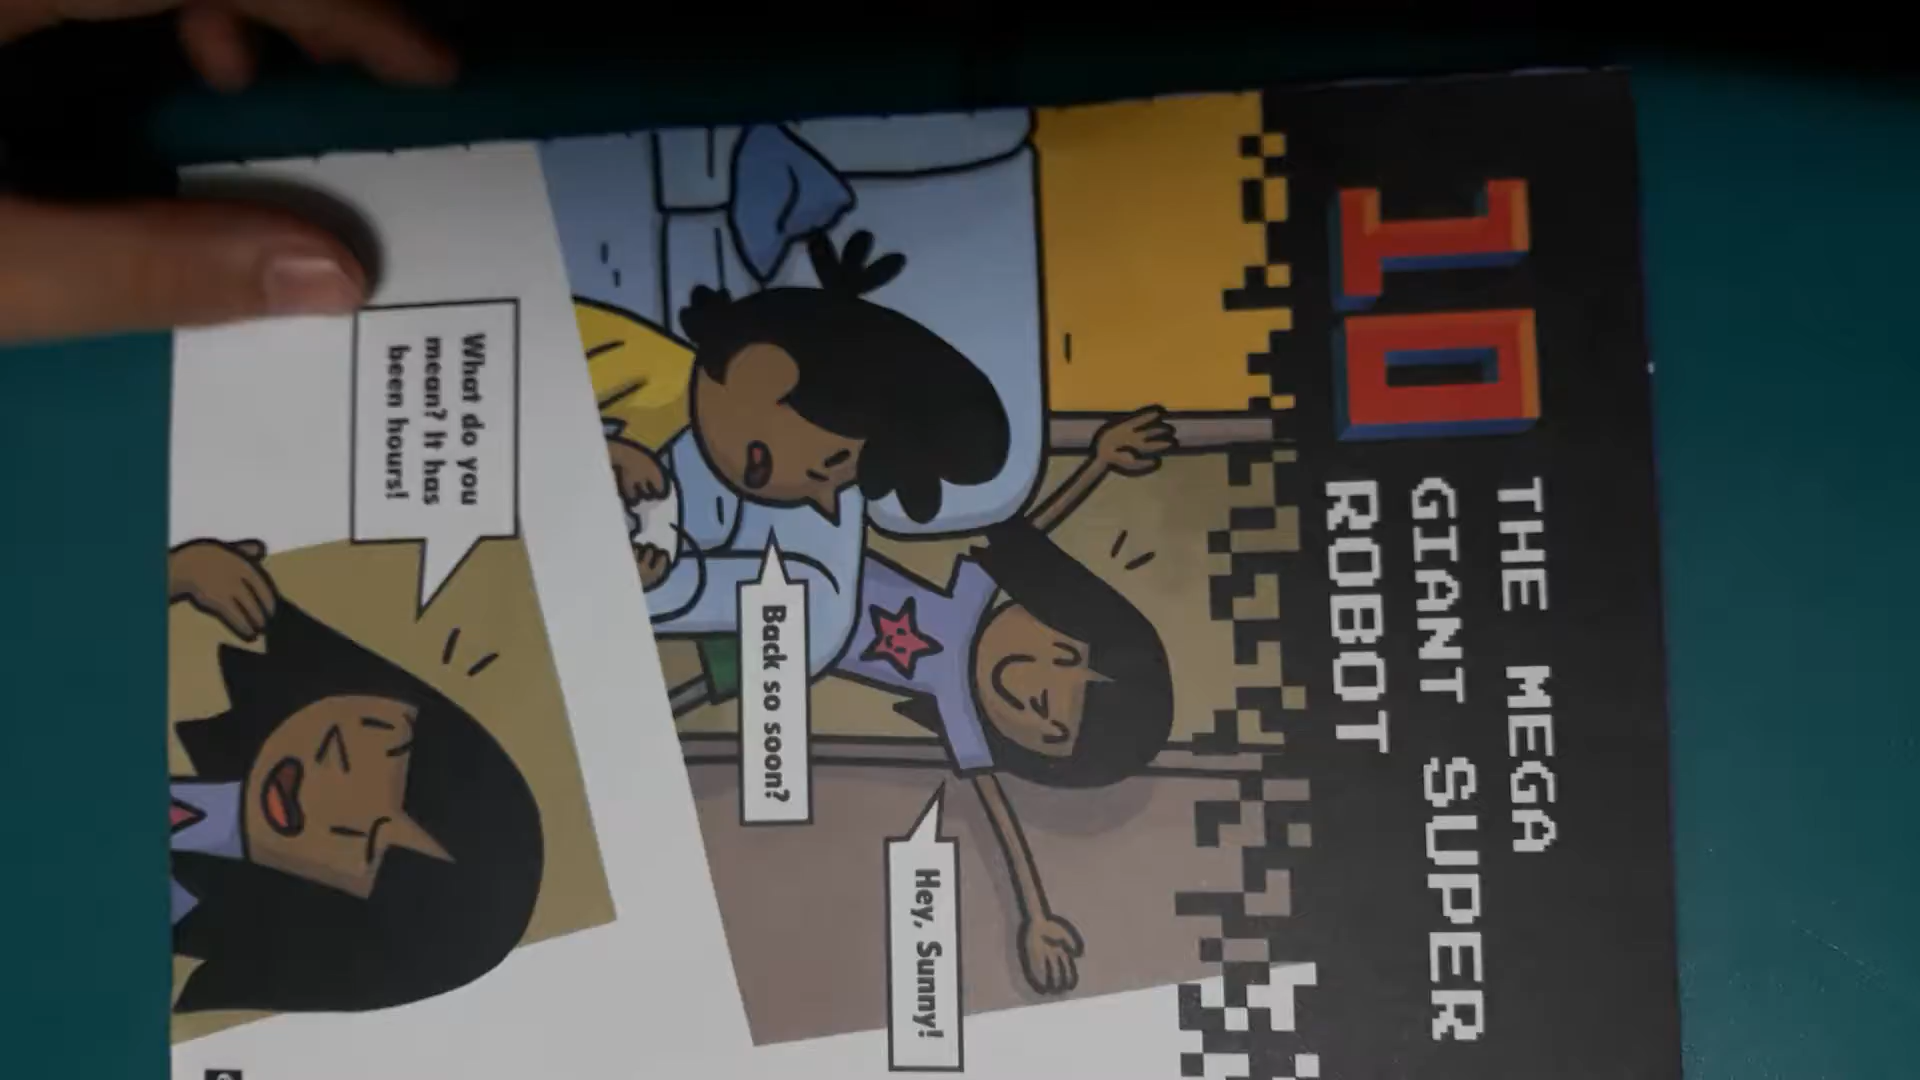 10
THE MEGA
GIANT SUPER
ROBOT
Hey, Sunny!
Back so soon?
What do you
mean? It has
been hours!